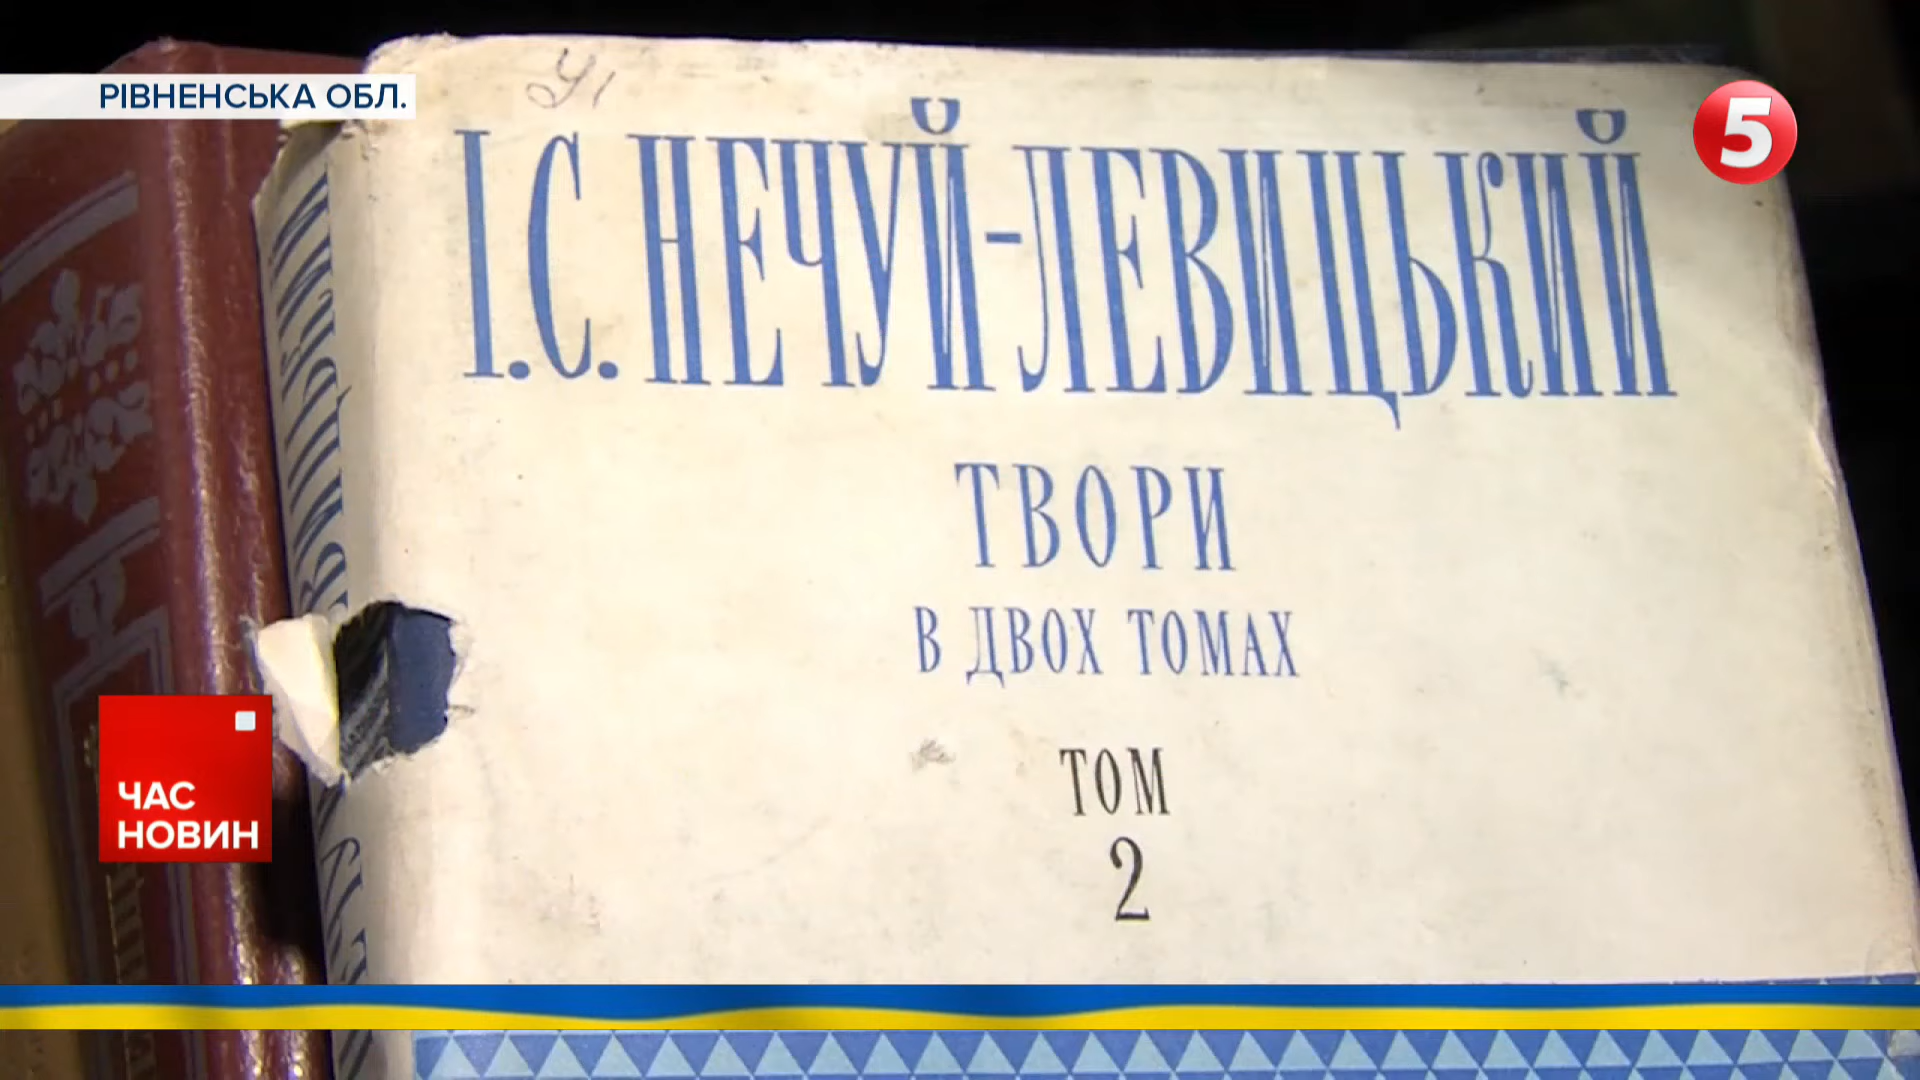 РІВНЕНСЬКА ОБЛ.
5
І.С. НЕЧУЙ-ЛЕВИЦЬКИЙ
ТВОРИ
В ДВОХ ТОМАХ
ТОМ
2
ЧАС
НОВИН